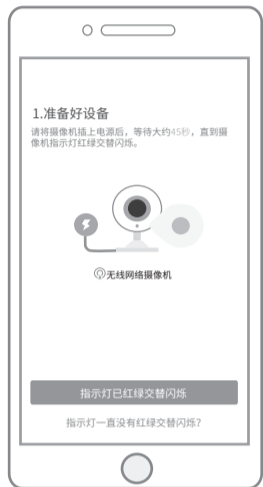 1.准备好设备
请将摄像机插上电源后，等待大约45秒，直到摄
像机指示灯红绿交替闪烁。
无线网络摄像机
指示灯已红绿交替闪烁
指示灯一直没有红绿交替闪烁?